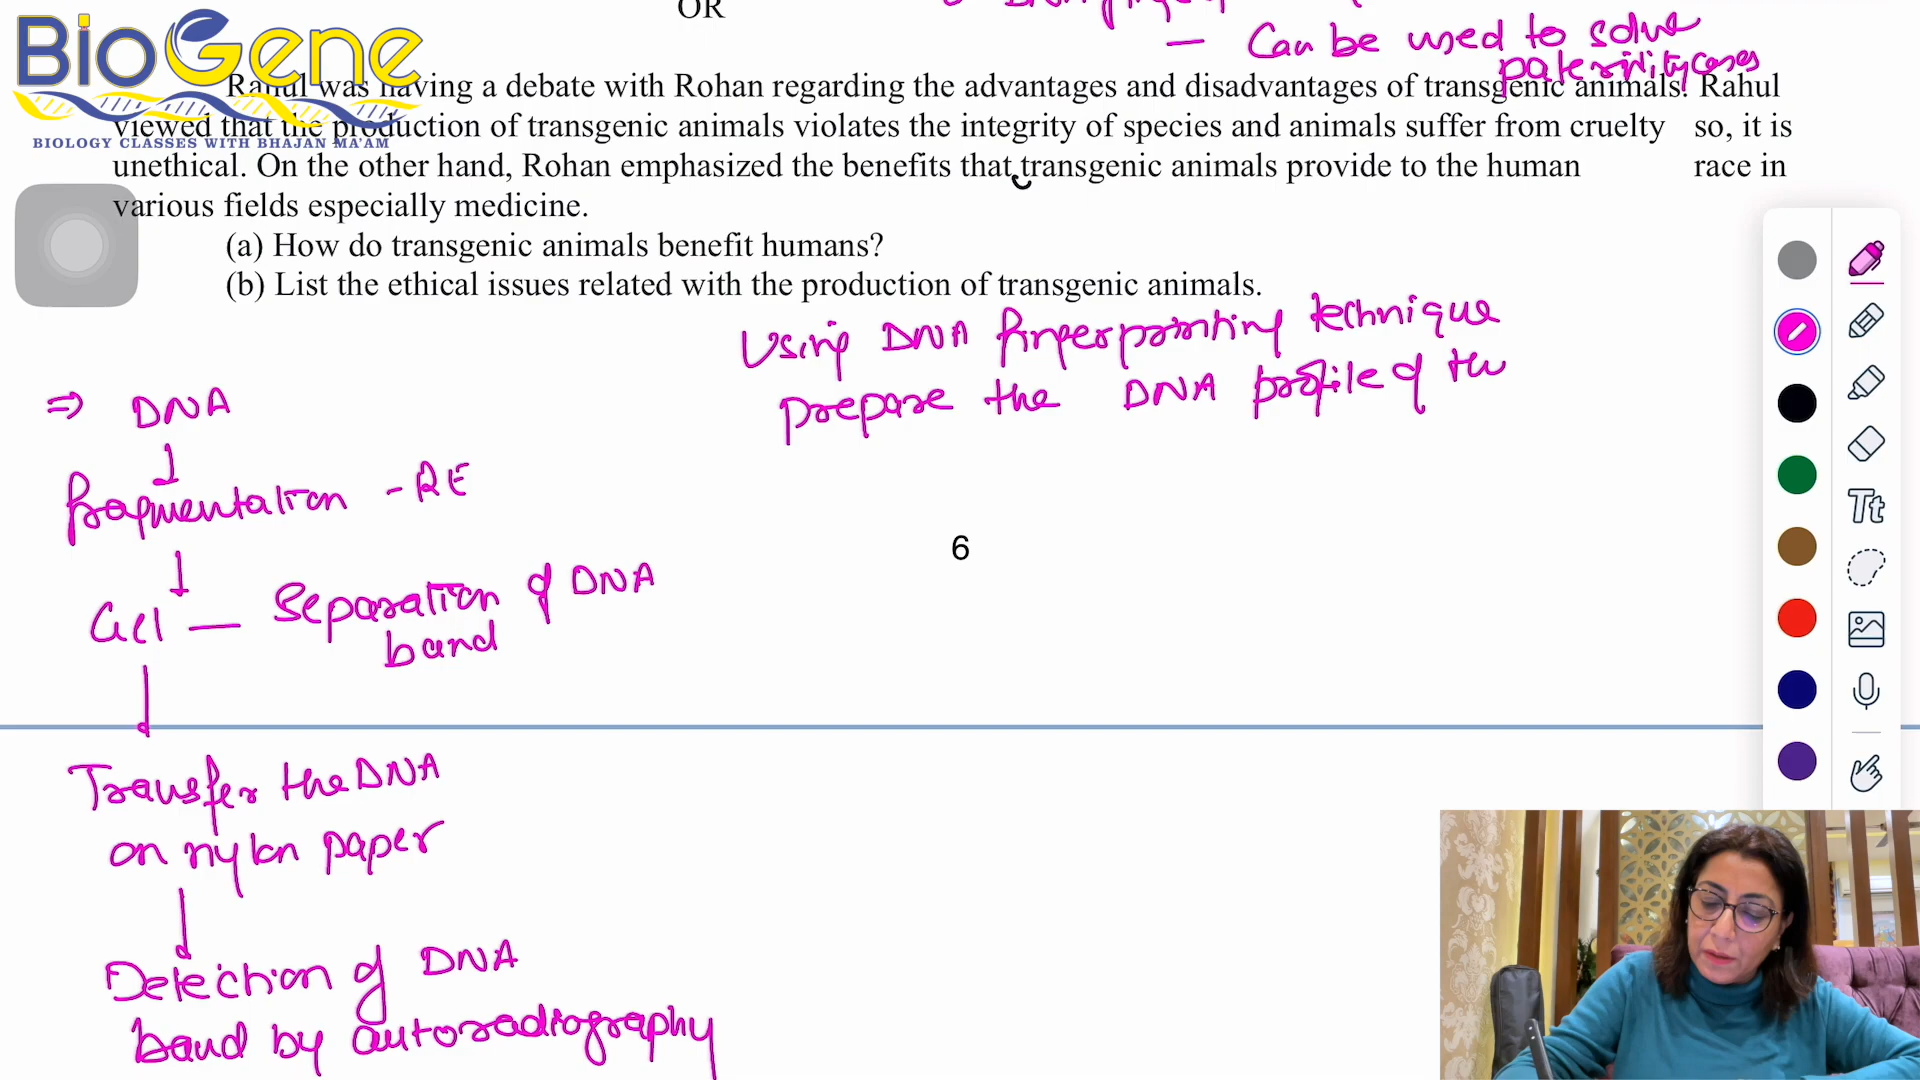 OR
— Can be used to solve
paternity cases
BioGene
BIOLOGY CLASSES WITH BHAJAN MA'AM
Rahul was having a debate with Rohan regarding the advantages and disadvantages of transgenic animals. Rahul
viewed that the production of transgenic animals violates the integrity of species and animals suffer from cruelty so, it is
unethical. On the other hand, Rohan emphasized the benefits that transgenic animals provide to the human race in
various fields especially medicine.
(a) How do transgenic animals benefit humans?
(b) List the ethical issues related with the production of transgenic animals.
Using DNA fingerprinting technique
prepare the DNA profile of the
⇒ DNA
↓
fragmentation - RE
↓
Gel — Separation of DNA
band
↓
Transfer the DNA
on nylon paper
↓
Detection of DNA
band by autoradiography
6
Tt